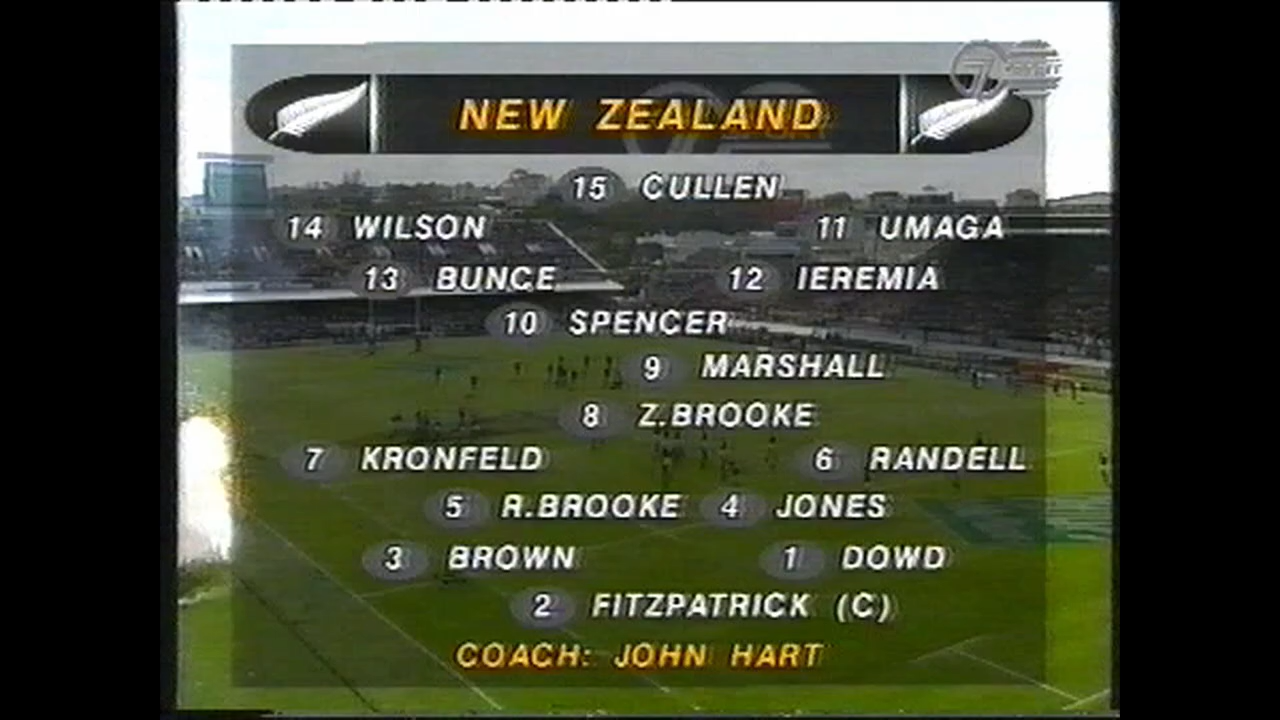 NEW ZEALAND
15 CULLEN
14 WILSON 11 UMAGA
13 BUNCE 12 IEREMIA
10 SPENCER
9 MARSHALL
8 Z.BROOKE
7 KRONFELD 6 RANDELL
5 R.BROOKE 4 JONES
3 BROWN 1 DOWD
2 FITZPATRICK (C)
COACH: JOHN HART